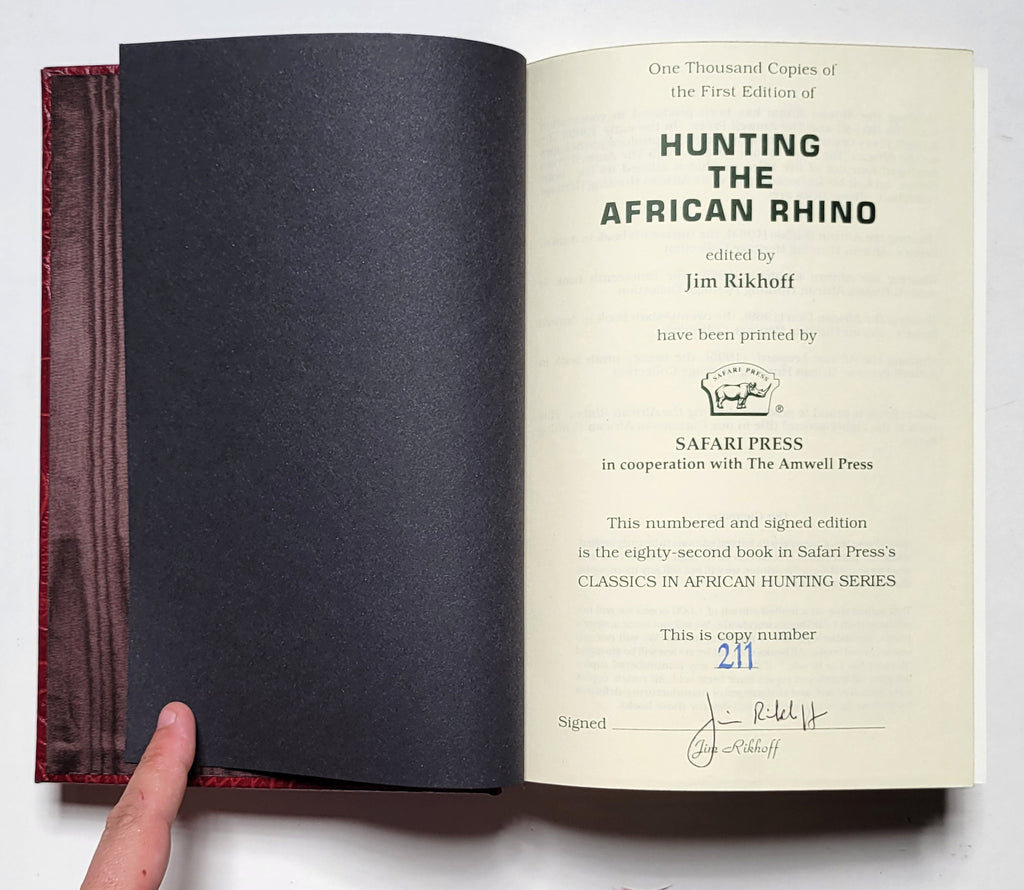 One Thousand Copies of
the First Edition of
HUNTING
THE
AFRICAN RHINO
edited by
Jim Rikhoff
have been printed by
SAFARI PRESS
®
SAFARI PRESS
in cooperation with The Amwell Press
This numbered and signed edition
is the eighty-second book in Safari Press's
CLASSICS IN AFRICAN HUNTING SERIES
This is copy number
211
Signed Jim Rikhoff
Jim Rikhoff